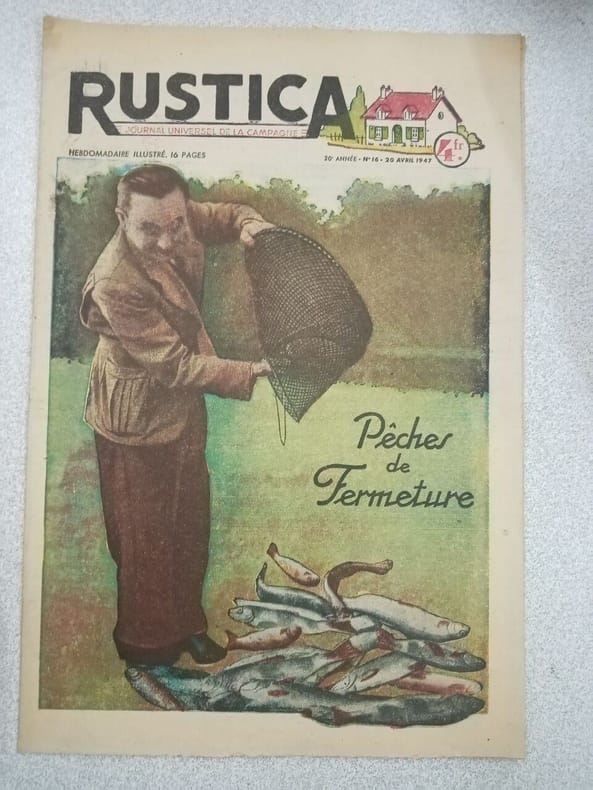 RUSTICA
JOURNAL UNIVERSEL DE LA CAMPAGNE
HEBDOMADAIRE ILLUSTRÉ, 16 PAGES
20e ANNÉE - No 16 - 20 AVRIL 1947
4 fr.
Pêches
de
Fermeture